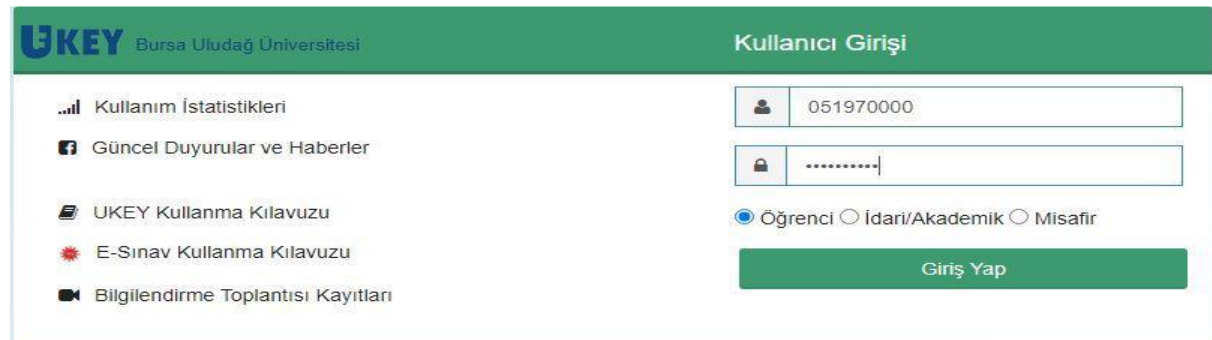 UKEY Bursa Uludağ Üniversitesi
Kullanım İstatistikleri
Güncel Duyurular ve Haberler
UKEY Kullanma Kılavuzu
E-Sınav Kullanma Kılavuzu
Bilgilendirme Toplantısı Kayıtları
Kullanıcı Girişi
051970000
••••••••••
Öğrenci İdari/Akademik Misafir
Giriş Yap